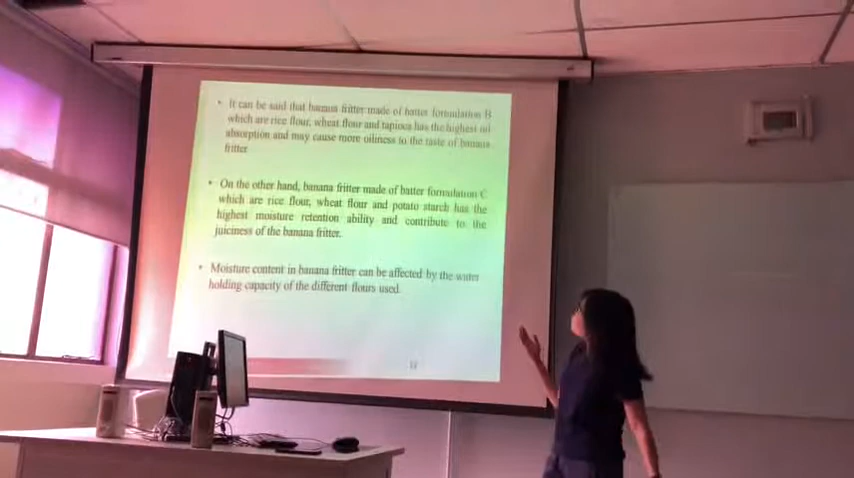 • It can be said that banana fritter made of batter formulation B
which are rice flour, wheat flour and tapioca has the highest oil
absorption and may cause more oiliness to the taste of banana
fritter
• On the other hand, banana fritter made of batter formulation C
which are rice flour, wheat flour and potato starch has the
highest moisture retention ability and contribute to the
juiciness of the banana fritter.
• Moisture content in banana fritter can be affected by the water
holding capacity of the different flours used.